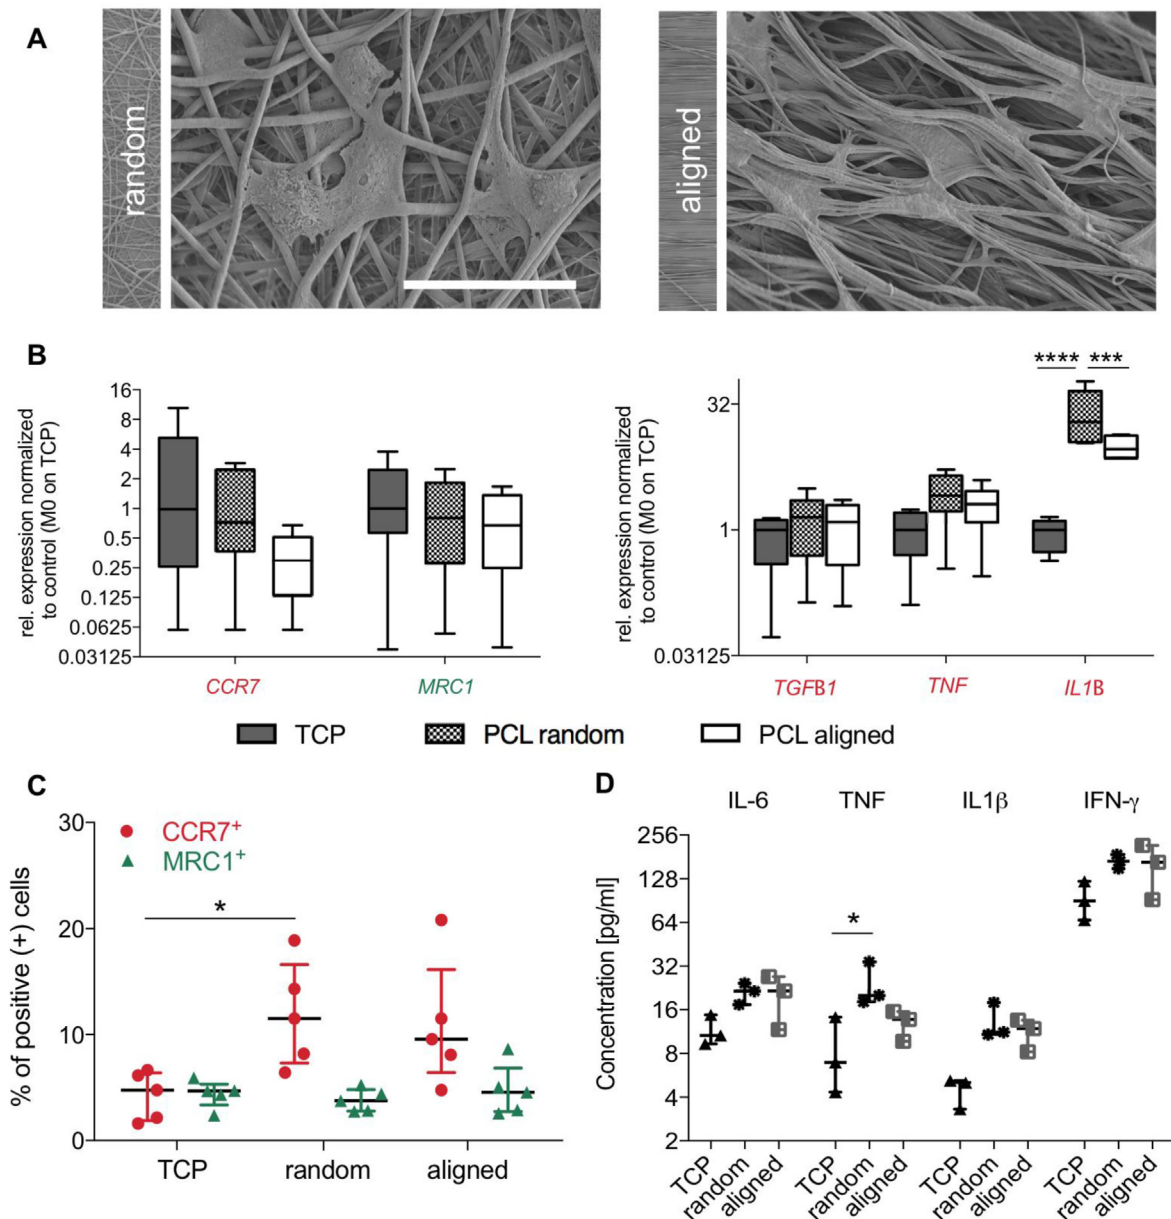 A
random
aligned
B
rel. expression normalized
to control (M0 on TCP)
16
8
4
2
1
0.5
0.25
0.125
0.0625
0.03125
CCR7
MRC1
rel. expression normalized
to control (M0 on TCP)
32
1
0.03125
**** ***
TGFB1
TNF
IL1B
TCP
PCL random
PCL aligned
C
% of positive (+) cells
30
20
10
0
CCR7+
MRC1+
*
TCP
random
aligned
D
IL-6
TNF
IL1β
IFN-γ
Concentration [pg/ml]
256
128
64
32
16
8
4
2
*
TCP
random
aligned
TCP
random
aligned
TCP
random
aligned
TCP
random
aligned